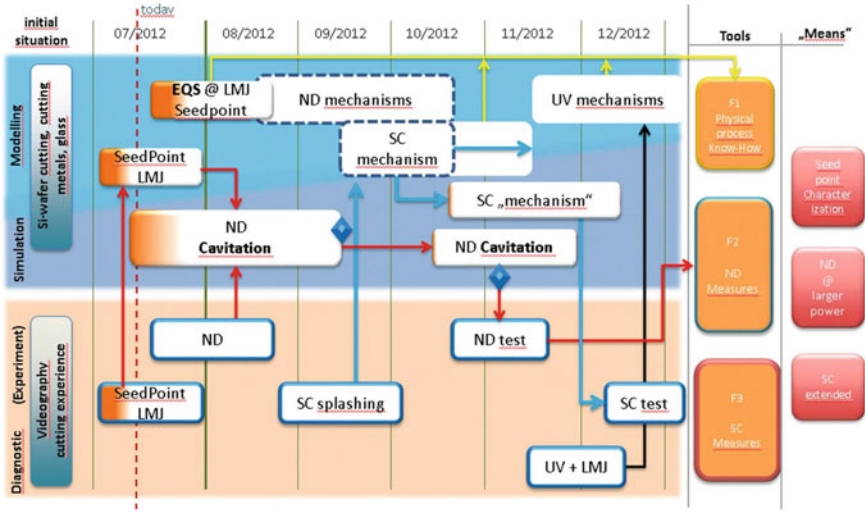 today
initial
situation
07/2012
08/2012
09/2012
10/2012
11/2012
12/2012
Tools
„Means“
Modelling
Simulation
Si-wafer cutting, cutting
metals, glass
EQS @ LMJ
Seedpoint
ND mechanisms
UV mechanisms
SC
mechanism
SeedPoint
LMJ
SC „mechanism“
ND
Cavitation
ND Cavitation
F1
Physical
process
Know-How
Seed
point
Character
ization
F2
ND
Measures
ND
@
larger
power
Diagnostic (Experiment)
Videography
cutting experience
ND
ND test
SeedPoint
LMJ
SC splashing
SC test
UV + LMJ
F3
SC
Measures
SC
extended